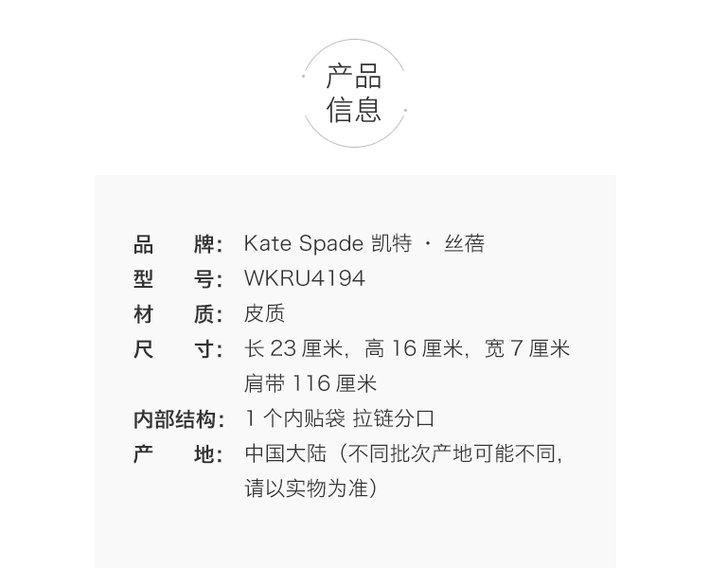 产品
信息
品 牌： Kate Spade 凯特 · 丝蓓
型 号： WKRU4194
材 质： 皮质
尺 寸： 长 23 厘米，高 16 厘米，宽 7 厘米
肩带 116 厘米
内部结构： 1 个内贴袋 拉链分口
产 地： 中国大陆（不同批次产地可能不同，
请以实物为准）